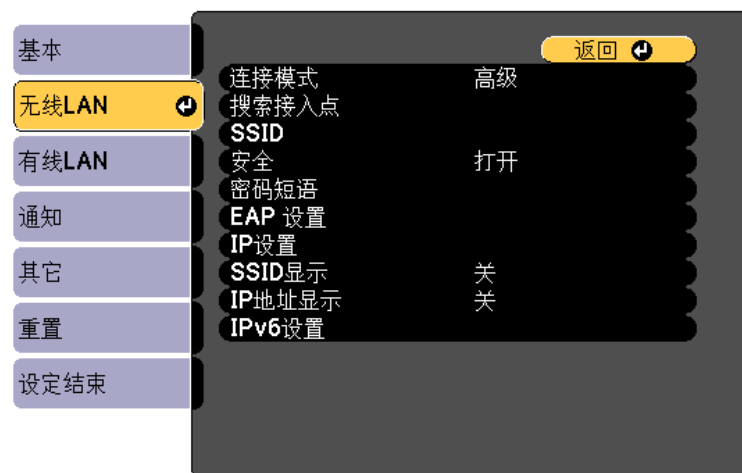 基本
无线LAN
有线LAN
通知
其它
重置
设定结束
返回
连接模式 高级
搜索接入点
SSID
安全 打开
密码短语
EAP 设置
IP设置
SSID显示 关
IP地址显示 关
IPv6设置